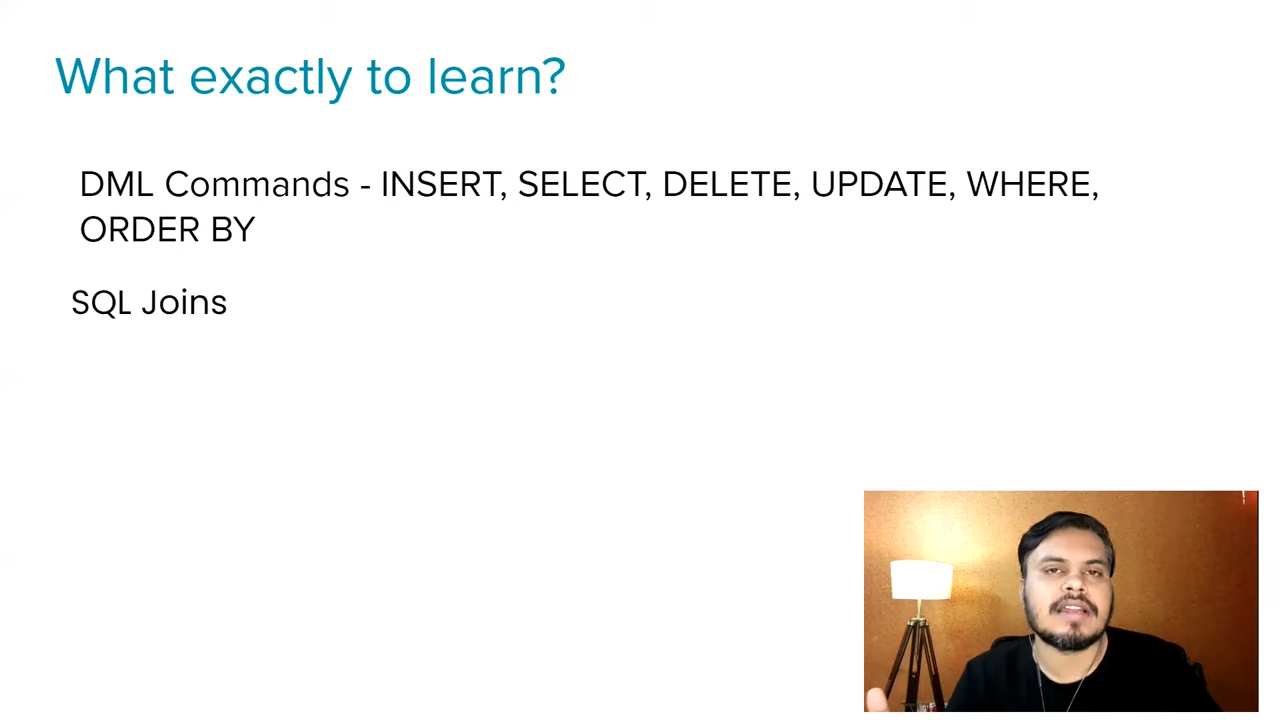 What exactly to learn?
DML Commands - INSERT, SELECT, DELETE, UPDATE, WHERE,
ORDER BY
SQL Joins